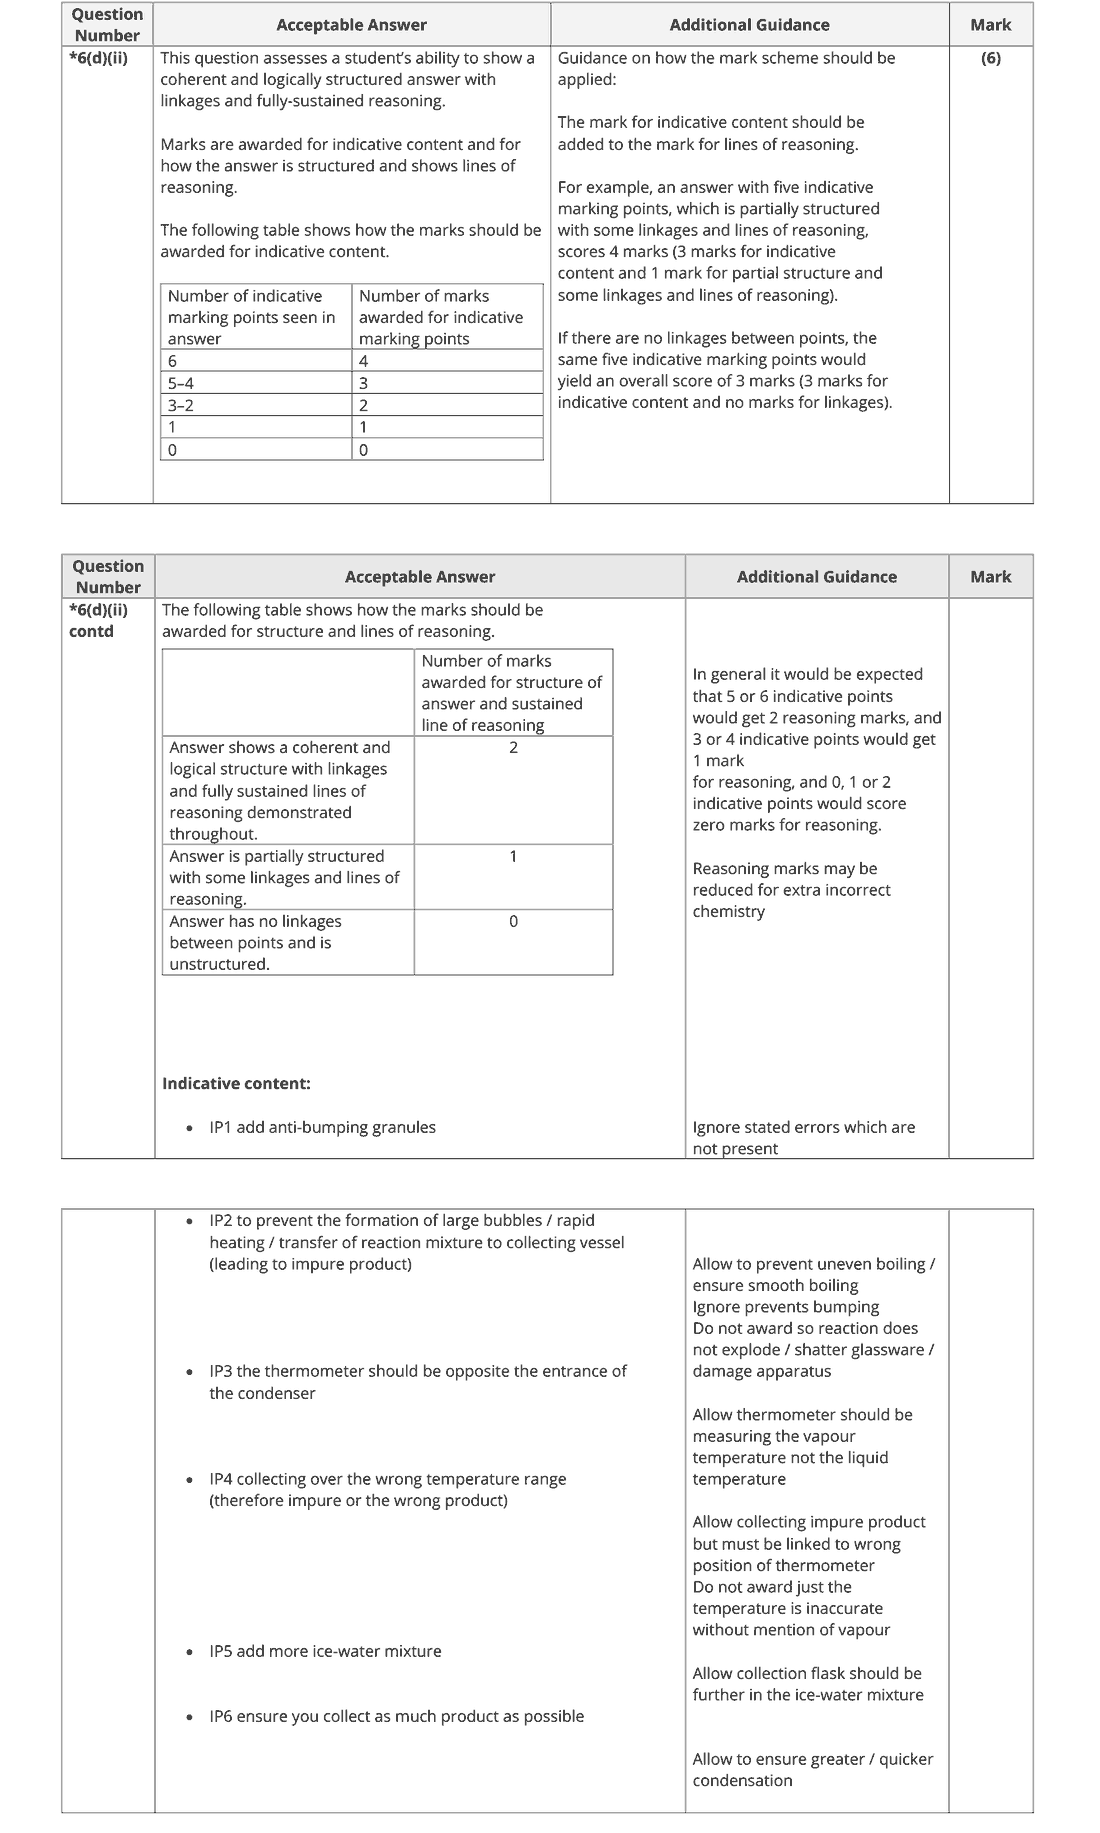 Question
Number
Acceptable Answer
Additional Guidance
Mark
*6(d)(ii)
This question assesses a student’s ability to show a
coherent and logically structured answer with
linkages and fully-sustained reasoning.
Marks are awarded for indicative content and for
how the answer is structured and shows lines of
reasoning.
The following table shows how the marks should be
awarded for indicative content.
Number of indicative
marking points seen in
answer
Number of marks
awarded for indicative
marking points
6
4
5–4
3
3–2
2
1
1
0
0
Guidance on how the mark scheme should be
applied:
The mark for indicative content should be
added to the mark for lines of reasoning.
For example, an answer with five indicative
marking points, which is partially structured
with some linkages and lines of reasoning,
scores 4 marks (3 marks for indicative
content and 1 mark for partial structure and
some linkages and lines of reasoning).
If there are no linkages between points, the
same five indicative marking points would
yield an overall score of 3 marks (3 marks for
indicative content and no marks for linkages).
(6)
Question
Number
Acceptable Answer
Additional Guidance
Mark
*6(d)(ii)
contd
The following table shows how the marks should be
awarded for structure and lines of reasoning.
Number of marks
awarded for structure of
answer and sustained
line of reasoning
Answer shows a coherent and
logical structure with linkages
and fully sustained lines of
reasoning demonstrated
throughout.
2
Answer is partially structured
with some linkages and lines of
reasoning.
1
Answer has no linkages
between points and is
unstructured.
0
In general it would be expected
that 5 or 6 indicative points
would get 2 reasoning marks, and
3 or 4 indicative points would get
1 mark
for reasoning, and 0, 1 or 2
indicative points would score
zero marks for reasoning.
Reasoning marks may be
reduced for extra incorrect
chemistry
Indicative content:
• IP1 add anti-bumping granules
Ignore stated errors which are
not present
• IP2 to prevent the formation of large bubbles / rapid
heating / transfer of reaction mixture to collecting vessel
(leading to impure product)
Allow to prevent uneven boiling /
ensure smooth boiling
Ignore prevents bumping
Do not award so reaction does
not explode / shatter glassware /
damage apparatus
• IP3 the thermometer should be opposite the entrance of
the condenser
Allow thermometer should be
measuring the vapour
temperature not the liquid
temperature
• IP4 collecting over the wrong temperature range
(therefore impure or the wrong product)
Allow collecting impure product
but must be linked to wrong
position of thermometer
Do not award just the
temperature is inaccurate
without mention of vapour
• IP5 add more ice-water mixture
Allow collection flask should be
further in the ice-water mixture
• IP6 ensure you collect as much product as possible
Allow to ensure greater / quicker
condensation